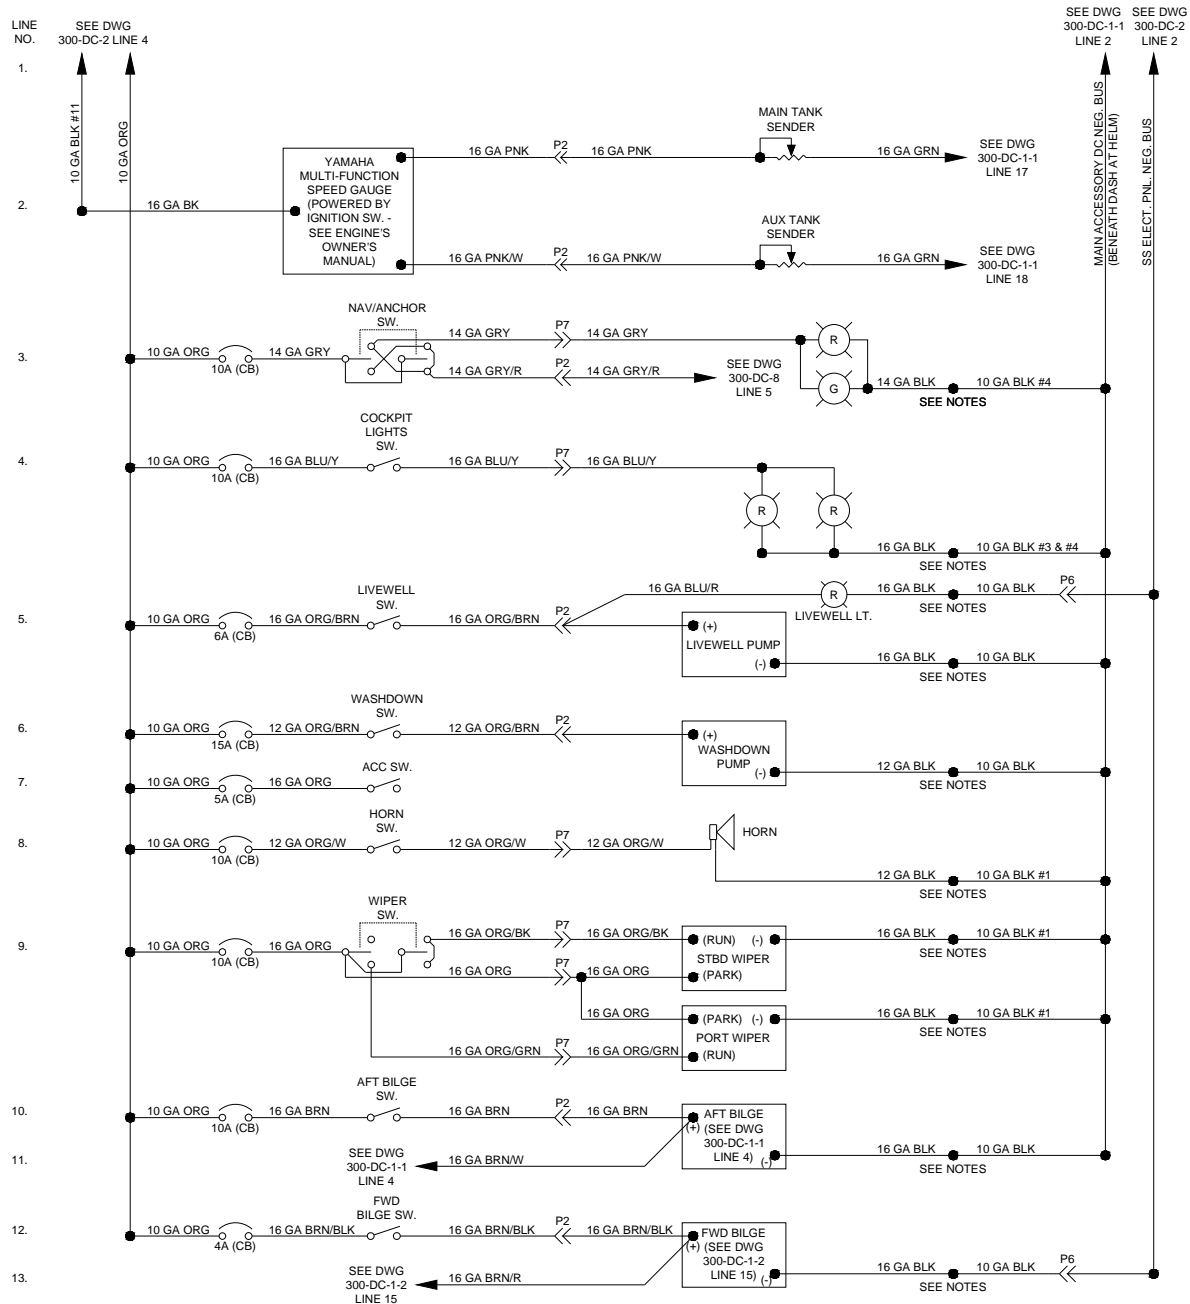 LINE
NO.
SEE DWG
300-DC-2 LINE 4
SEE DWG
300-DC-1-1
LINE 2
SEE DWG
300-DC-2
LINE 2
1.
10 GA BLK #11
10 GA ORG
MAIN ACCESSORY DC NEG. BUS
(BENEATH DASH AT HELM)
SS ELECT. PNL. NEG. BUS
2.
16 GA BK
YAMAHA
MULTI-FUNCTION
SPEED GAUGE
(POWERED BY
IGNITION SW. -
SEE ENGINE'S
OWNER'S
MANUAL)
16 GA PNK
P2
16 GA PNK
MAIN TANK
SENDER
16 GA GRN
SEE DWG
300-DC-1-1
LINE 17
16 GA PNK/W
P2
16 GA PNK/W
AUX TANK
SENDER
16 GA GRN
SEE DWG
300-DC-1-1
LINE 18
3.
10 GA ORG
10A (CB)
14 GA GRY
NAV/ANCHOR
SW.
14 GA GRY
P7
14 GA GRY
R
14 GA GRY/R
P2
14 GA GRY/R
SEE DWG
300-DC-8
LINE 5
G
14 GA BLK
10 GA BLK #4
SEE NOTES
4.
10 GA ORG
10A (CB)
16 GA BLU/Y
COCKPIT
LIGHTS
SW.
16 GA BLU/Y
P7
16 GA BLU/Y
R
R
16 GA BLK
10 GA BLK #3 & #4
SEE NOTES
5.
10 GA ORG
6A (CB)
16 GA ORG/BRN
LIVEWELL
SW.
16 GA ORG/BRN
P2
16 GA BLU/R
R
LIVEWELL LT.
16 GA BLK
10 GA BLK
P6
SEE NOTES
(+)
LIVEWELL PUMP
(-)
16 GA BLK
10 GA BLK
SEE NOTES
6.
10 GA ORG
15A (CB)
12 GA ORG/BRN
WASHDOWN
SW.
12 GA ORG/BRN
P2
(+)
WASHDOWN
PUMP
(-)
12 GA BLK
10 GA BLK
SEE NOTES
7.
10 GA ORG
5A (CB)
16 GA ORG
ACC SW.
8.
10 GA ORG
10A (CB)
12 GA ORG/W
HORN
SW.
12 GA ORG/W
P7
12 GA ORG/W
HORN
12 GA BLK
10 GA BLK #1
SEE NOTES
9.
10 GA ORG
10A (CB)
16 GA ORG
WIPER
SW.
16 GA ORG/BK
P7
16 GA ORG/BK
(RUN) (-)
STBD WIPER
(PARK)
16 GA BLK
10 GA BLK #1
SEE NOTES
16 GA ORG
P7
16 GA ORG
16 GA ORG
(PARK) (-)
PORT WIPER
(RUN)
16 GA BLK
10 GA BLK #1
SEE NOTES
16 GA ORG/GRN
P7
16 GA ORG/GRN
10.
10 GA ORG
10A (CB)
16 GA BRN
AFT BILGE
SW.
16 GA BRN
P2
16 GA BRN
AFT BILGE
(+) (SEE DWG
300-DC-1-1
LINE 4) (-)
16 GA BLK
10 GA BLK
SEE NOTES
11.
SEE DWG
300-DC-1-1
LINE 4
16 GA BRN/W
12.
10 GA ORG
4A (CB)
16 GA BRN/BLK
FWD
BILGE SW.
16 GA BRN/BLK
P2
16 GA BRN/BLK
FWD BILGE
(+) (SEE DWG
300-DC-1-2
LINE 15) (-)
16 GA BLK
10 GA BLK
P6
SEE NOTES
13.
SEE DWG
300-DC-1-2
LINE 15
16 GA BRN/R